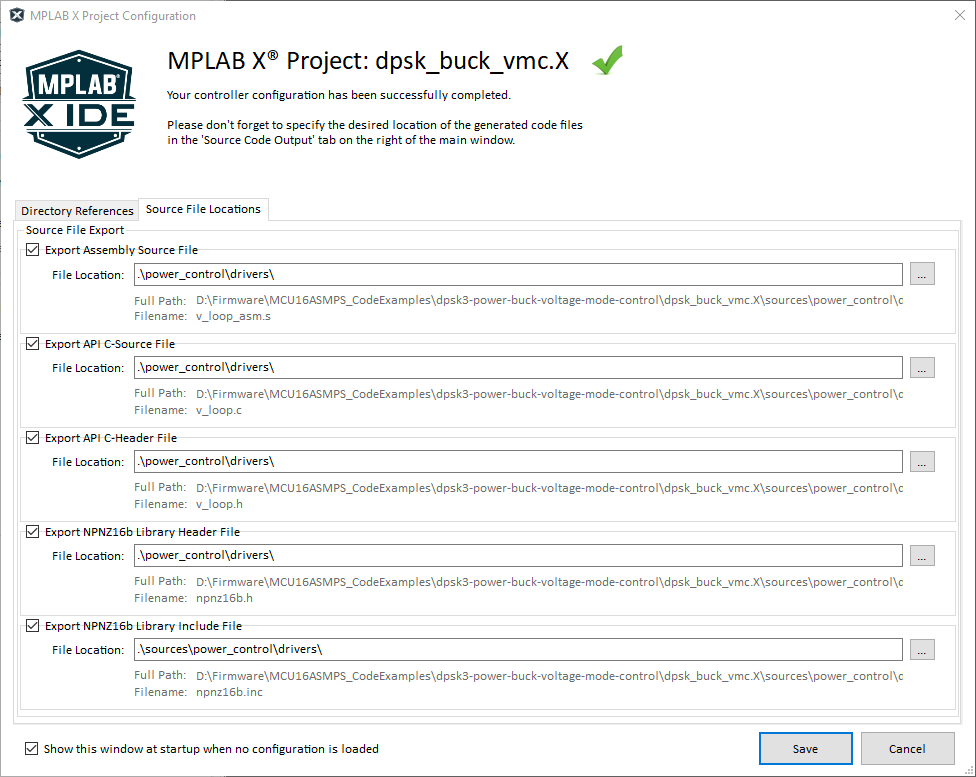 MPLAB X Project Configuration
MPLAB X® Project: dpsk_buck_vmc.X
MPLAB®
X IDE
Your controller configuration has been successfully completed.
Please don't forget to specify the desired location of the generated code files
in the 'Source Code Output' tab on the right of the main window.
Directory References
Source File Locations
Source File Export
Export Assembly Source File
File Location:
.\power_control\drivers\
...
Full Path: D:\Firmware\MCU16ASMPS_CodeExamples\dpsk3-power-buck-voltage-mode-control\dpsk_buck_vmc.X\sources\power_control\d
Filename: v_loop_asm.s
Export API C-Source File
File Location:
.\power_control\drivers\
...
Full Path: D:\Firmware\MCU16ASMPS_CodeExamples\dpsk3-power-buck-voltage-mode-control\dpsk_buck_vmc.X\sources\power_control\d
Filename: v_loop.c
Export API C-Header File
File Location:
.\power_control\drivers\
...
Full Path: D:\Firmware\MCU16ASMPS_CodeExamples\dpsk3-power-buck-voltage-mode-control\dpsk_buck_vmc.X\sources\power_control\d
Filename: v_loop.h
Export NPNZ16b Library Header File
File Location:
.\power_control\drivers\
...
Full Path: D:\Firmware\MCU16ASMPS_CodeExamples\dpsk3-power-buck-voltage-mode-control\dpsk_buck_vmc.X\sources\power_control\d
Filename: npnz16b.h
Export NPNZ16b Library Include File
File Location:
.\sources\power_control\drivers\
...
Full Path: D:\Firmware\MCU16ASMPS_CodeExamples\dpsk3-power-buck-voltage-mode-control\dpsk_buck_vmc.X\sources\power_control\d
Filename: npnz16b.inc
Show this window at startup when no configuration is loaded
Save
Cancel